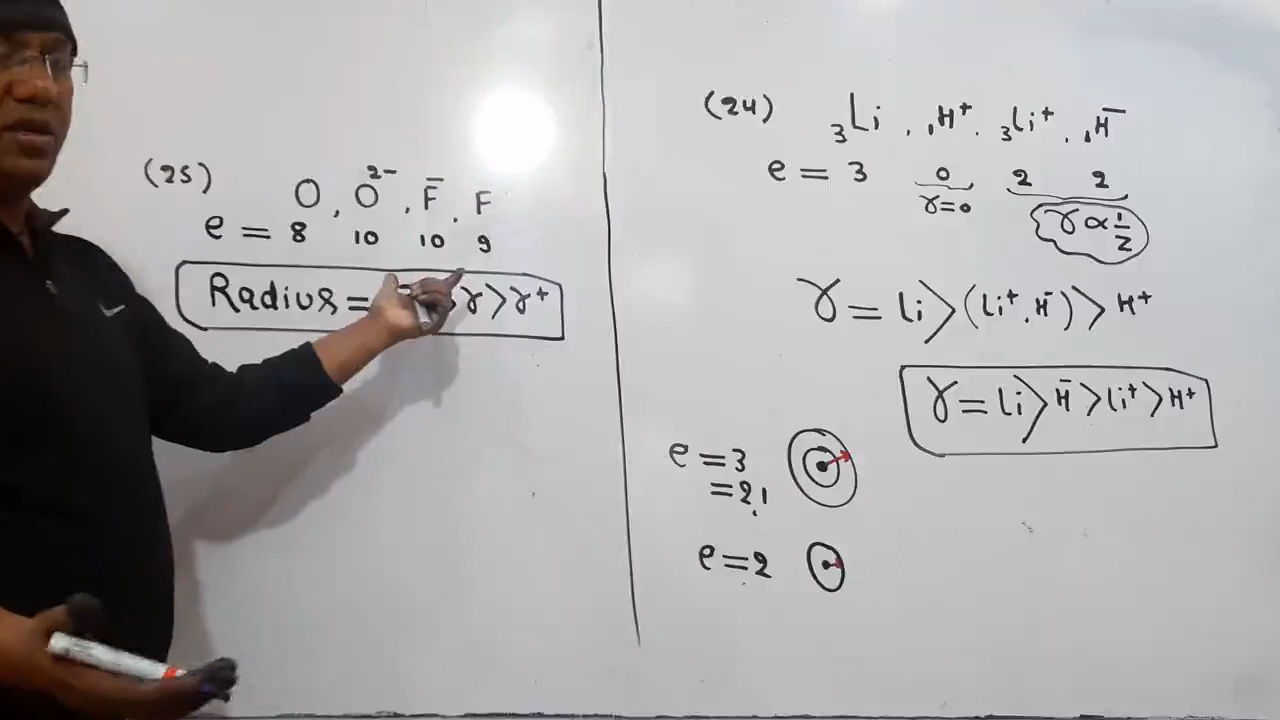 (25) O, O²⁻, F⁻, F
e = 8 10 10 9
Radius = γ > γ⁺
(24) ₃Li, ₁H⁺, ₃Li⁺, ₁H⁻
e = 3 0 2 2
γ=0 γ ∝ 1/Z
γ = Li > (Li⁺, H⁻) > H⁺
γ = Li > H⁻ > Li⁺ > H⁺
e = 3
= 2,1
e = 2